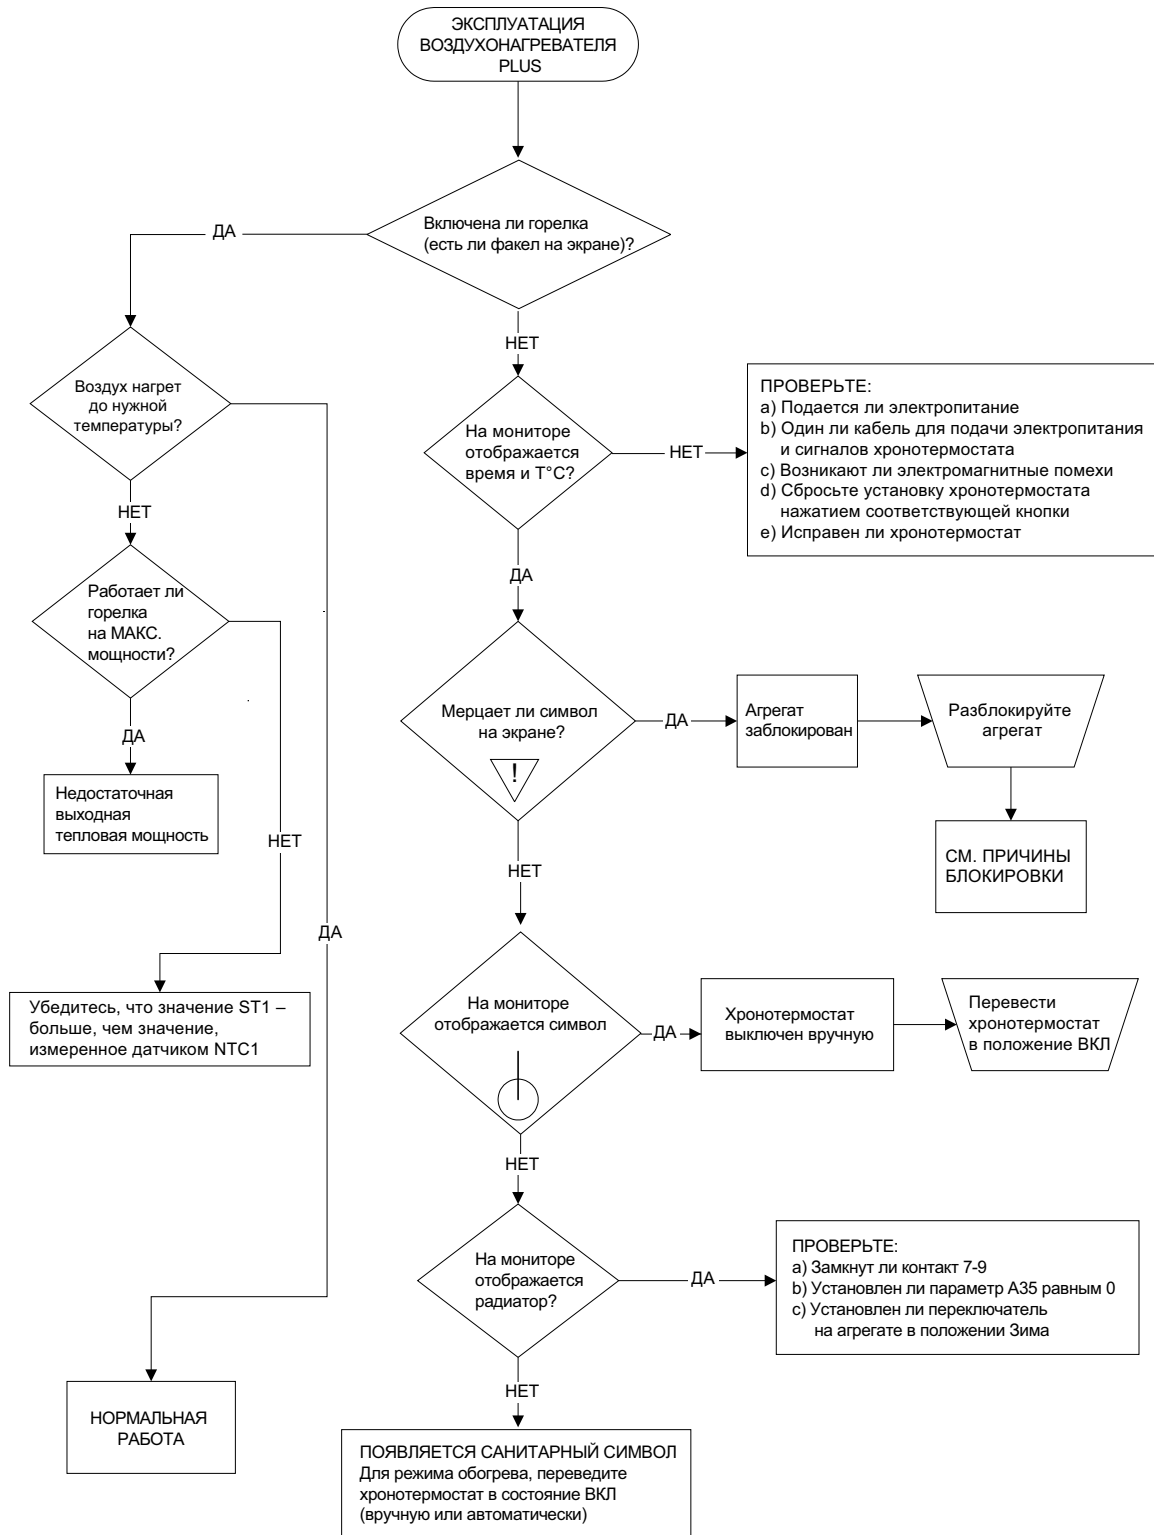 ЭКСПЛУАТАЦИЯ
ВОЗДУХОНАГРЕВАТЕЛЯ
PLUS
Включена ли горелка
(есть ли факел на экране)?
ДА
НЕТ
Воздух нагрет
до нужной
температуры?
На мониторе
отображается
время и T°C?
НЕТ
ПРОВЕРЬТЕ:
a) Подается ли электропитание
b) Один ли кабель для подачи электропитания
и сигналов хронотермостата
c) Возникают ли электромагнитные помехи
d) Сбросьте установку хронотермостата
нажатием соответствующей кнопки
e) Исправен ли хронотермостат
НЕТ
ДА
Работает ли
горелка
на МАКС.
мощности?
ДА
НЕТ
Недостаточная
выходная
тепловая мощность
Мерцает ли символ
на экране?
!
ДА
Агрегат
заблокирован
Разблокируйте
агрегат
СМ. ПРИЧИНЫ
БЛОКИРОВКИ
НЕТ
ДА
Убедитесь, что значение ST1 –
больше, чем значение,
измеренное датчиком NTC1
На мониторе
отображается символ
ДА
Хронотермостат
выключен вручную
Перевести
хронотермостат
в положение ВКЛ
НЕТ
На мониторе
отображается
радиатор?
ДА
ПРОВЕРЬТЕ:
a) Замкнут ли контакт 7-9
b) Установлен ли параметр A35 равным 0
c) Установлен ли переключатель
на агрегате в положении Зима
НЕТ
НОРМАЛЬНАЯ
РАБОТА
ПОЯВЛЯЕТСЯ САНИТАРНЫЙ СИМВОЛ
Для режима обогрева, переведите
хронотермостат в состояние ВКЛ
(вручную или автоматически)